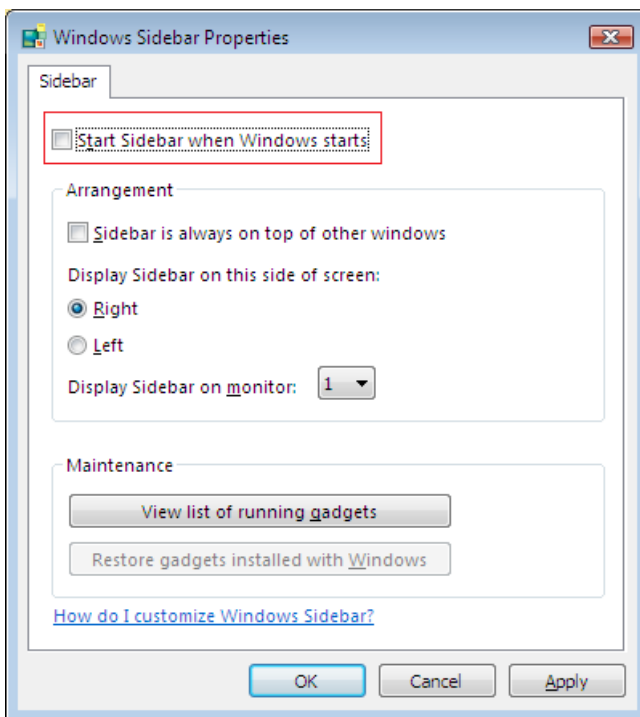 Windows Sidebar Properties
Sidebar
Start Sidebar when Windows starts
Arrangement
Sidebar is always on top of other windows
Display Sidebar on this side of screen:
Right
Left
Display Sidebar on monitor: 1
Maintenance
View list of running gadgets
Restore gadgets installed with Windows
How do I customize Windows Sidebar?
OK Cancel Apply